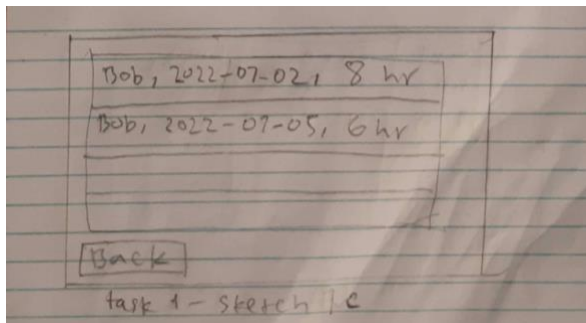 Bob, 2022-07-02, 8 hr
Bob, 2022-07-05, 6 hr
Back
task 1 - sketch 1c